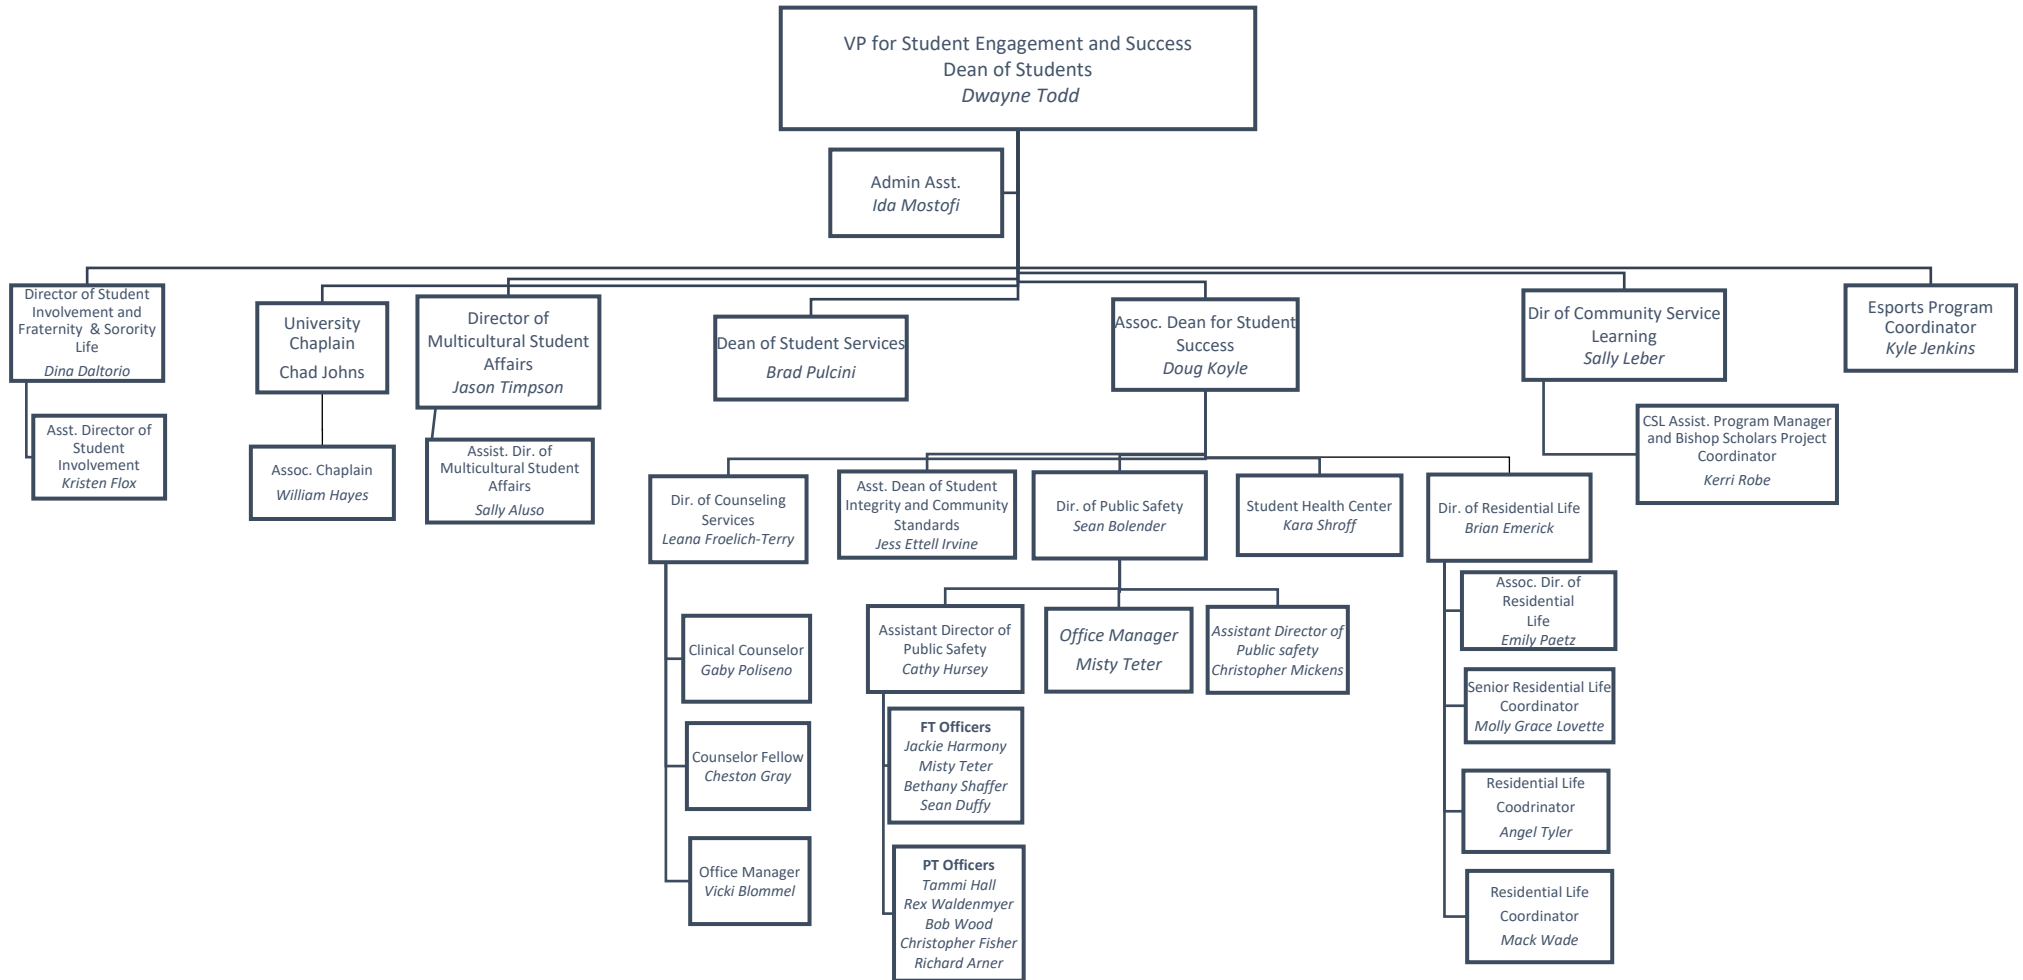 VP for Student Engagement and Success
Dean of Students
Dwayne Todd
Admin Asst.
Ida Mostofi
Director of Student
Involvement and
Fraternity & Sorority
Life
Dina Daltorio
University
Chaplain
Chad Johns
Director of
Multicultural Student
Affairs
Jason Timpson
Dean of Student Services
Brad Pulcini
Assoc. Dean for Student
Success
Doug Koyle
Dir of Community Service
Learning
Sally Leber
Esports Program
Coordinator
Kyle Jenkins
Asst. Director of
Student
Involvement
Kristen Flox
Assoc. Chaplain
William Hayes
Assist. Dir. of
Multicultural Student
Affairs
Sally Aluso
CSL Assist. Program Manager
and Bishop Scholars Project
Coordinator
Kerri Robe
Dir. of Counseling
Services
Leana Froelich-Terry
Asst. Dean of Student
Integrity and Community
Standards
Jess Ettell Irvine
Dir. of Public Safety
Sean Bolender
Student Health Center
Kara Shroff
Dir. of Residential Life
Brian Emerick
Clinical Counselor
Gaby Poliseno
Counselor Fellow
Cheston Gray
Office Manager
Vicki Blommel
Assistant Director of
Public Safety
Cathy Hursey
Office Manager
Misty Teter
Assistant Director of
Public safety
Christopher Mickens
FT Officers
Jackie Harmony
Misty Teter
Bethany Shaffer
Sean Duffy
PT Officers
Tammi Hall
Rex Waldenmyer
Bob Wood
Christopher Fisher
Richard Arner
Assoc. Dir. of
Residential
Life
Emily Paetz
Senior Residential Life
Coordinator
Molly Grace Lovette
Residential Life
Coodrinator
Angel Tyler
Residential Life
Coordinator
Mack Wade